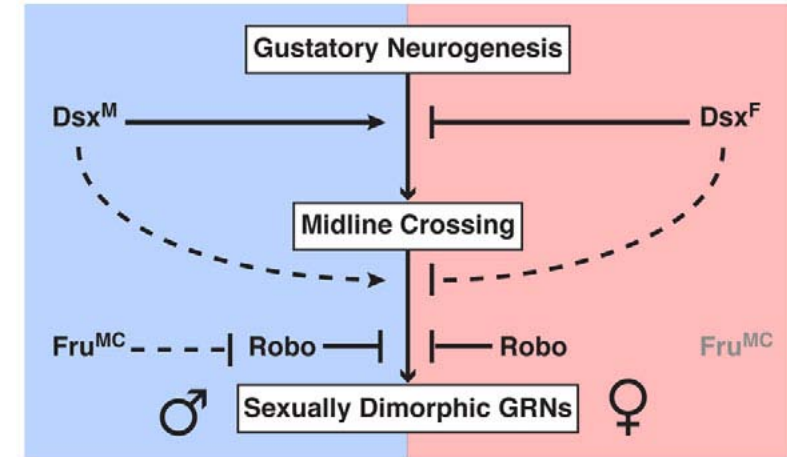 Gustatory Neurogenesis
Dsx^M Dsx^F
Midline Crossing
Fru^MC Robo Robo Fru^MC
♂ Sexually Dimorphic GRNs ♀